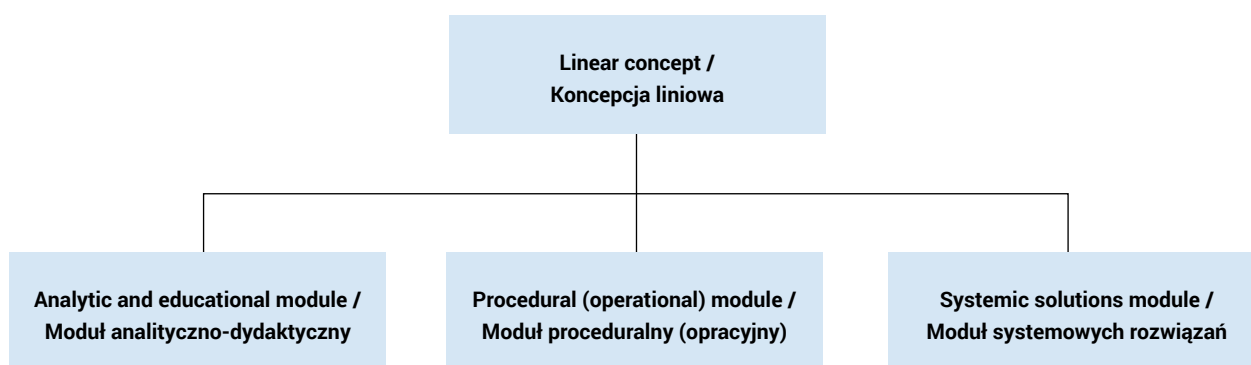 Linear concept /
Koncepcja liniowa
Analytic and educational module /
Moduł analityczno-dydaktyczny
Procedural (operational) module /
Moduł proceduralny (opracyjny)
Systemic solutions module /
Moduł systemowych rozwiązań